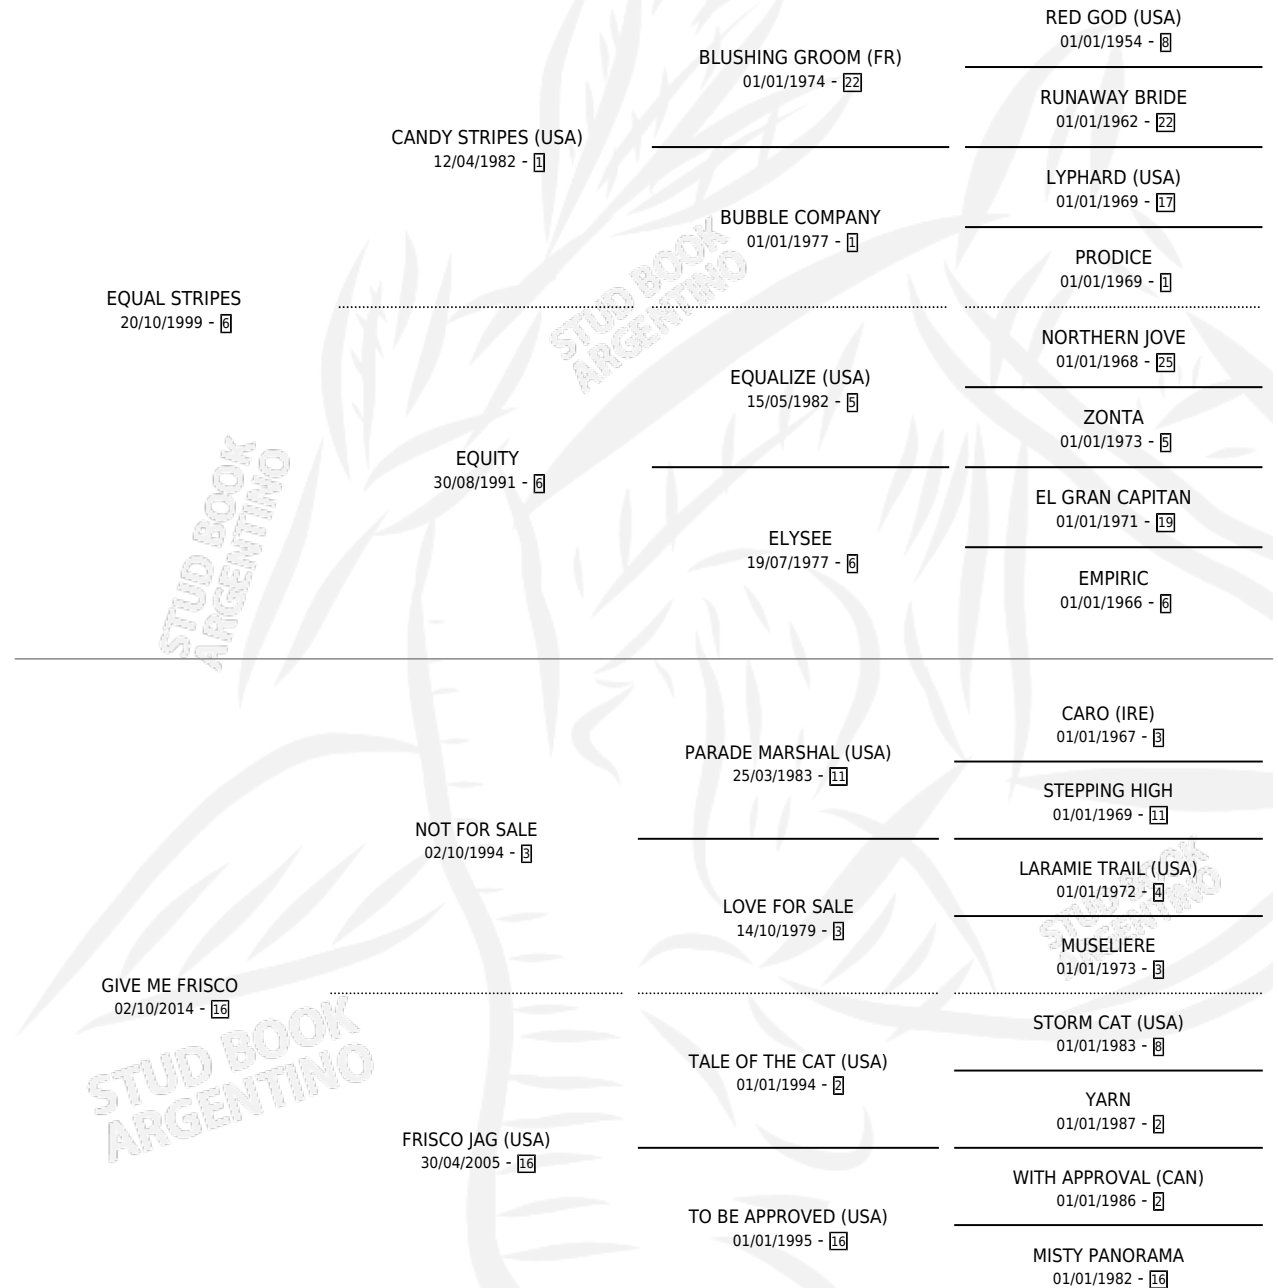 RED GOD (USA)
01/01/1954 - 8
BLUSHING GROOM (FR)
01/01/1974 - 22
RUNAWAY BRIDE
01/01/1962 - 22
CANDY STRIPES (USA)
12/04/1982 - 1
LYPHARD (USA)
01/01/1969 - 17
BUBBLE COMPANY
01/01/1977 - 1
PRODICE
01/01/1969 - 1
EQUAL STRIPES
20/10/1999 - 6
STUD BOOK
ARGENTINO
NORTHERN JOVE
01/01/1968 - 25
EQUALIZE (USA)
15/05/1982 - 5
ZONTA
01/01/1973 - 5
EQUITY
30/08/1991 - 6
EL GRAN CAPITAN
01/01/1971 - 19
ELYSEE
19/07/1977 - 6
EMPIRIC
01/01/1966 - 6
STUD BOOK
ARGENTINO
CARO (IRE)
01/01/1967 - 3
PARADE MARSHAL (USA)
25/03/1983 - 11
STEPPING HIGH
01/01/1969 - 11
NOT FOR SALE
02/10/1994 - 3
LARAMIE TRAIL (USA)
01/01/1972 - 4
STUD BOOK
ARGENTINO
LOVE FOR SALE
14/10/1979 - 3
MUSELIERE
01/01/1973 - 3
GIVE ME FRISCO
02/10/2014 - 16
STUD BOOK
ARGENTINO
STORM CAT (USA)
01/01/1983 - 8
TALE OF THE CAT (USA)
01/01/1994 - 2
YARN
01/01/1987 - 2
FRISCO JAG (USA)
30/04/2005 - 16
WITH APPROVAL (CAN)
01/01/1986 - 2
TO BE APPROVED (USA)
01/01/1995 - 16
MISTY PANORAMA
01/01/1982 - 16